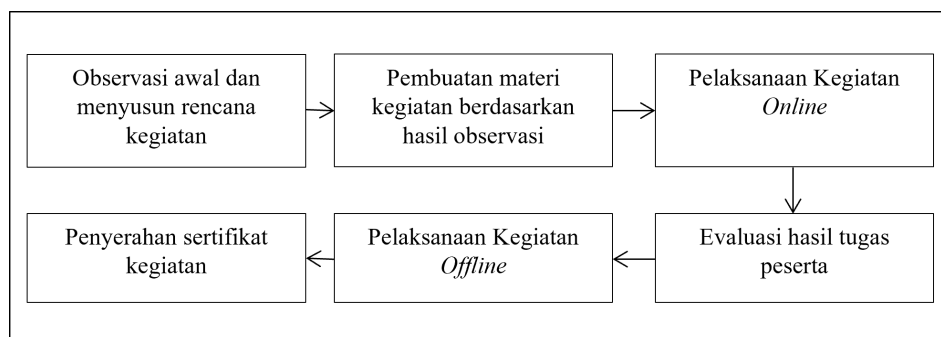 Observasi awal dan
menyusun rencana
kegiatan
Pembuatan materi
kegiatan berdasarkan
hasil observasi
Pelaksanaan Kegiatan
Online
Evaluasi hasil tugas
peserta
Pelaksanaan Kegiatan
Offline
Penyerahan sertifikat
kegiatan